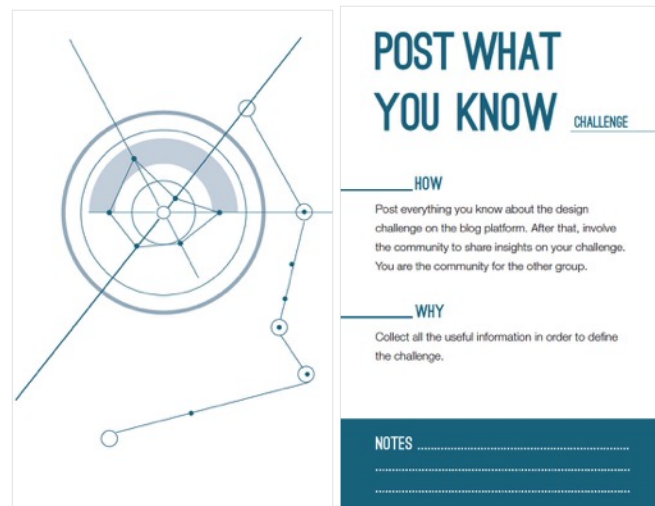 POST WHAT
YOU KNOW CHALLENGE
HOW
Post everything you know about the design
challenge on the blog platform. After that, involve
the community to share insights on your challenge.
You are the community for the other group.
WHY
Collect all the useful information in order to define
the challenge.
NOTES